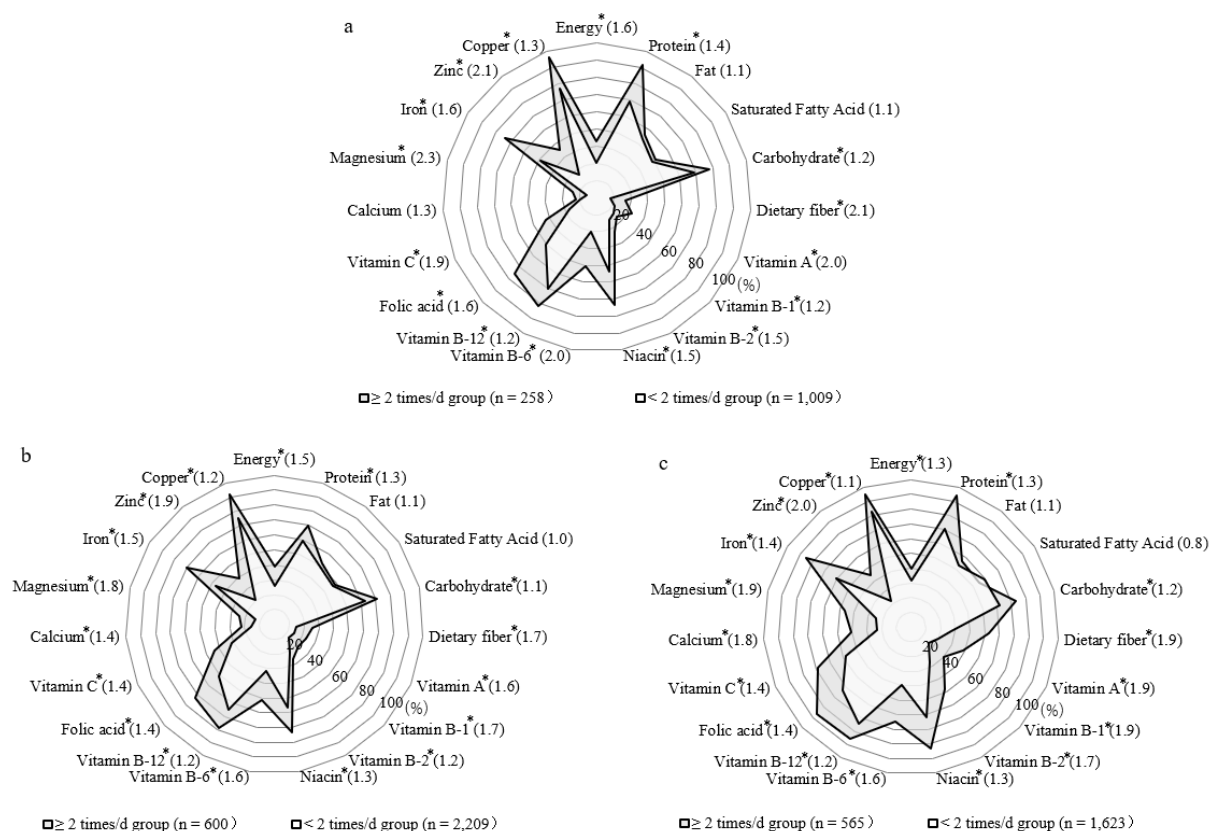 a
Energy* (1.6)
Copper* (1.3)
Protein* (1.4)
Zinc* (2.1)
Fat (1.1)
Iron* (1.6)
Saturated Fatty Acid (1.1)
Magnesium* (2.3)
Carbohydrate* (1.2)
Calcium (1.3)
Dietary fiber* (2.1)
20
40
60
80
100 (%)
Vitamin C* (1.9)
Vitamin A* (2.0)
Folic acid* (1.6)
Vitamin B-1* (1.2)
Vitamin B-12* (1.2)
Vitamin B-2* (1.5)
Vitamin B-6* (2.0)
Niacin* (1.5)
≥ 2 times/d group (n = 258)
< 2 times/d group (n = 1,009)
b
Energy* (1.5)
Copper* (1.2)
Protein* (1.3)
Zinc* (1.9)
Fat (1.1)
Iron* (1.5)
Saturated Fatty Acid (1.0)
Magnesium* (1.8)
Carbohydrate* (1.1)
Calcium* (1.4)
Dietary fiber* (1.7)
20
40
60
80
100 (%)
Vitamin C* (1.4)
Vitamin A* (1.6)
Folic acid* (1.4)
Vitamin B-1* (1.7)
Vitamin B-12* (1.2)
Vitamin B-2* (1.2)
Vitamin B-6* (1.6)
Niacin* (1.3)
≥ 2 times/d group (n = 600)
< 2 times/d group (n = 2,209)
c
Energy* (1.3)
Copper* (1.1)
Protein* (1.3)
Zinc* (2.0)
Fat (1.1)
Iron* (1.4)
Saturated Fatty Acid (0.8)
Magnesium* (1.9)
Carbohydrate* (1.2)
Calcium* (1.8)
Dietary fiber* (1.9)
20
40
60
80
100 (%)
Vitamin C* (1.4)
Vitamin A* (1.9)
Folic acid* (1.4)
Vitamin B-1* (1.9)
Vitamin B-12* (1.2)
Vitamin B-2* (1.7)
Vitamin B-6* (1.6)
Niacin* (1.3)
≥ 2 times/d group (n = 565)
< 2 times/d group (n = 1,623)